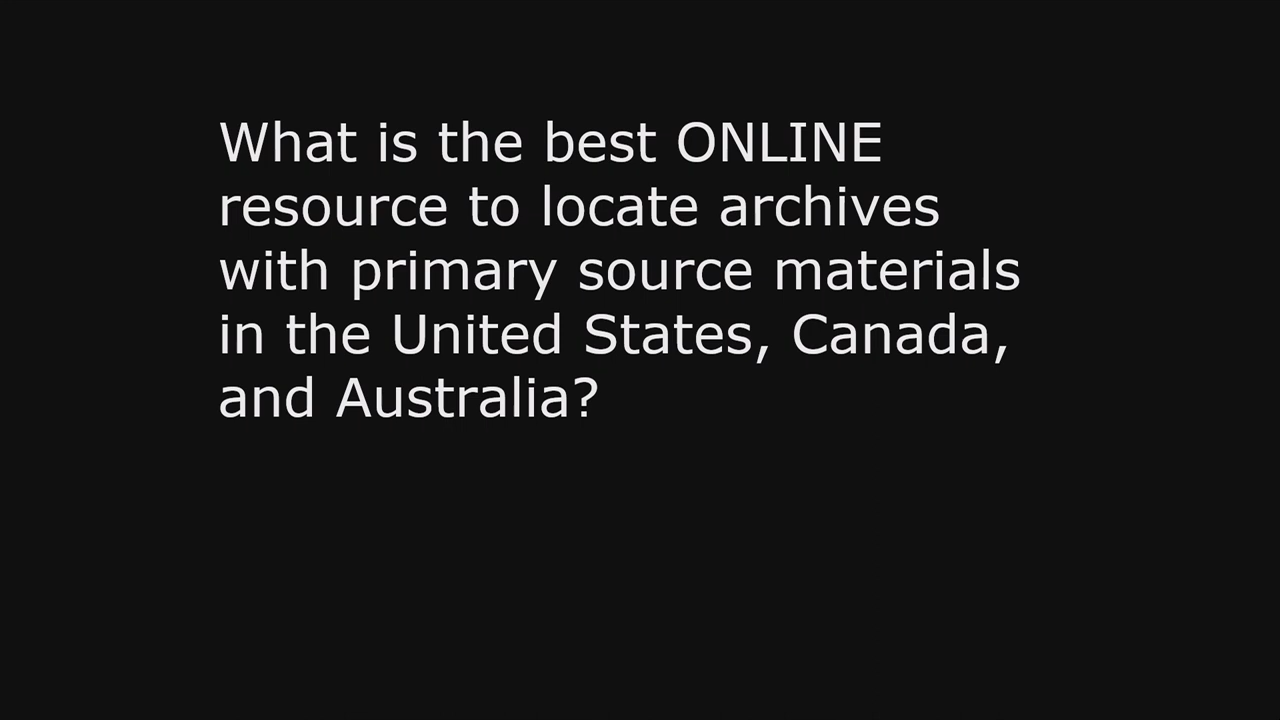 What is the best ONLINE
resource to locate archives
with primary source materials
in the United States, Canada,
and Australia?